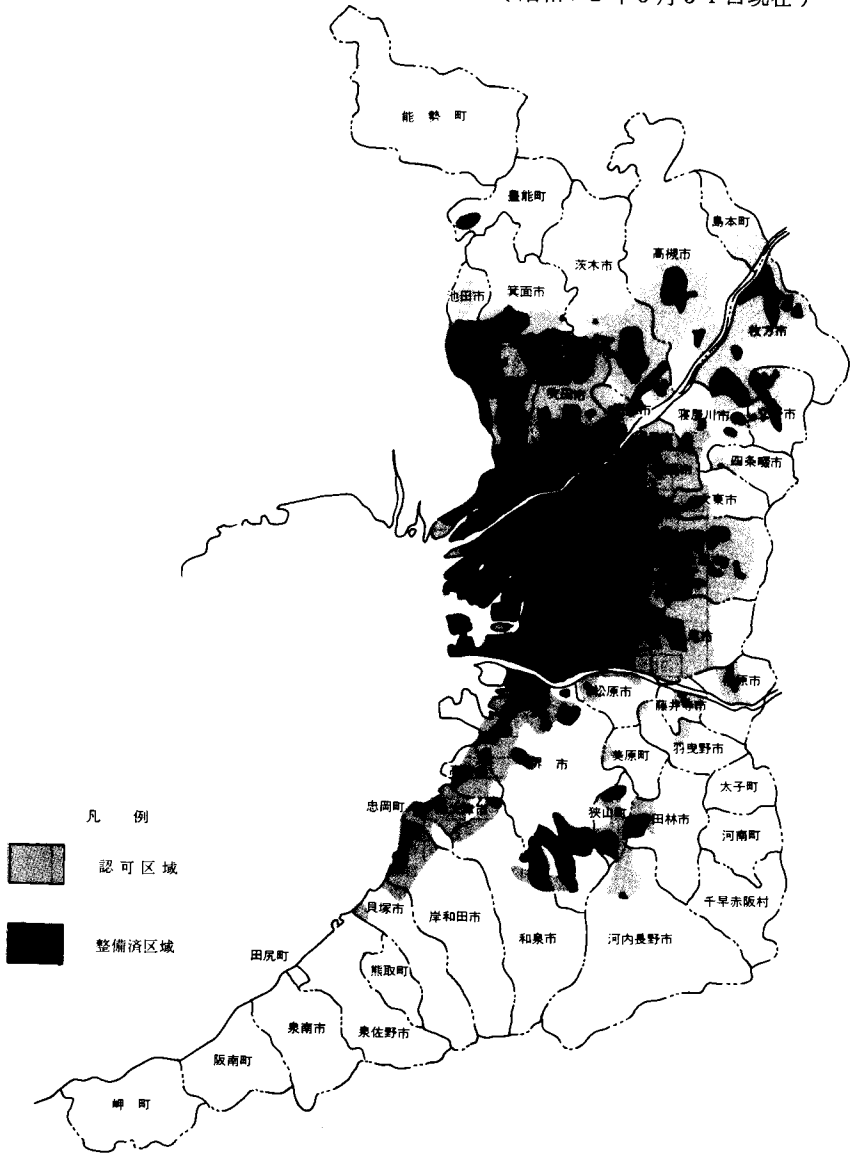 能勢町
豊能町
島本町
高槻市
茨木市
池田市
箕面市
枚方市
寝屋川市
四条畷市
大東市
松原市
藤井寺市
美原町
羽曳野市
太子町
忠岡町
狭山町
河南町
千早赤阪村
貝塚市
岸和田市
和泉市
河内長野市
田尻町
熊取町
泉南市
泉佐野市
阪南町
岬町
凡例
認可区域
整備済区域